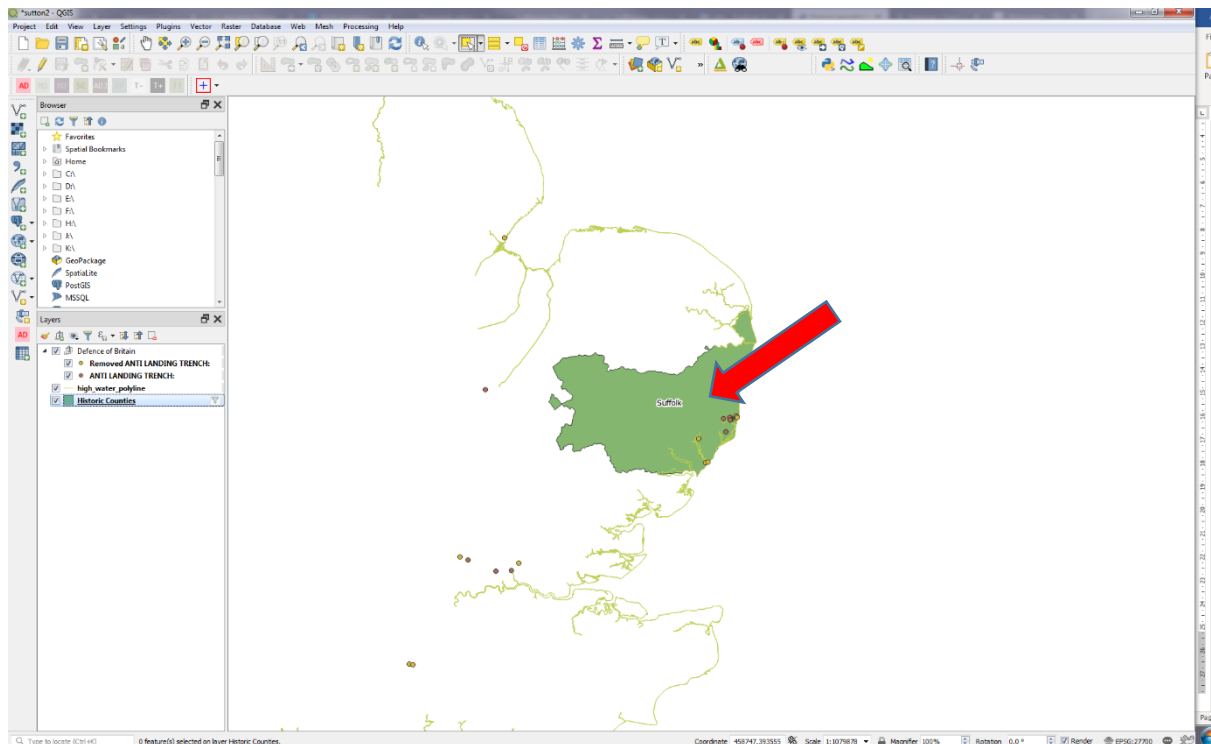 *sutton2 - QGIS
Project Edit View Layer Settings Plugins Vector Raster Database Web Mesh Processing Help
Browser
Favorites
Spatial Bookmarks
Home
C:\
D:\
E:\
F:\
H:\
K:\
GeoPackage
SpatiaLite
PostGIS
MSSQL
Layers
Defence of Britain
Removed ANTI LANDING TRENCH:
ANTI LANDING TRENCH:
high_water_polyline
Historic Counties
Suffolk
Type to locate (Ctrl+K) 0 feature(s) selected on layer Historic Counties. Coordinate 458747,393555 Scale 1:1079878 Magnifier 100% Rotation 0.0 ° Render EPSG:27700